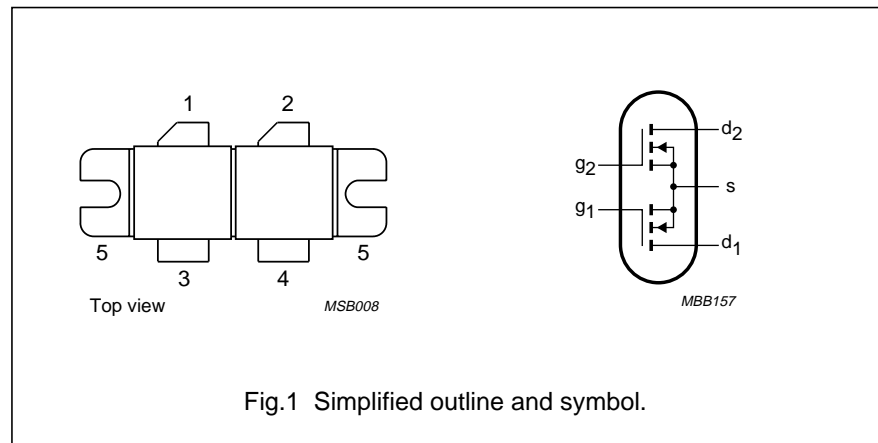 1 2
5 5
3 4
Top view MSB008
d2
g2
s
g1
d1
MBB157
Fig.1 Simplified outline and symbol.